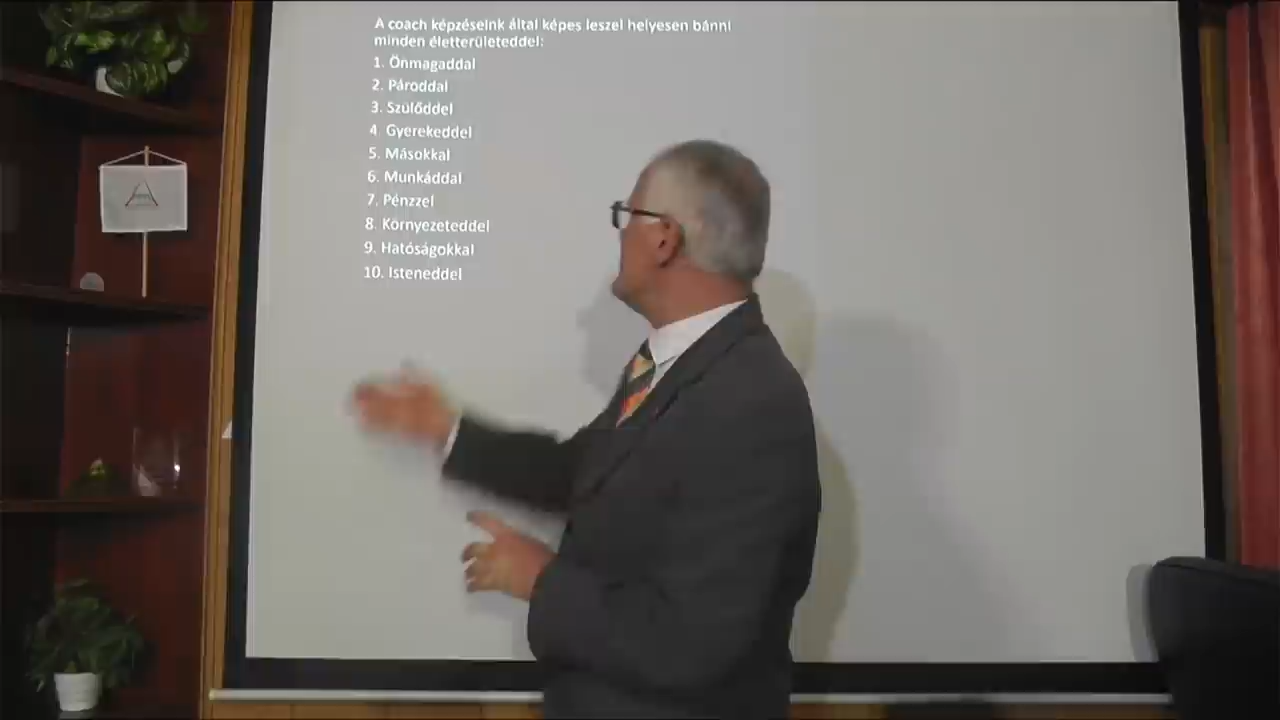 A coach képzéseink által képes leszel helyesen bánni
minden életterületeddel:
1. Önmagaddal
2. Pároddal
3. Szülőddel
4. Gyerekeddel
5. Másokkal
6. Munkáddal
7. Pénzzel
8. Környezeteddel
9. Hatóságokkal
10. Isteneddel